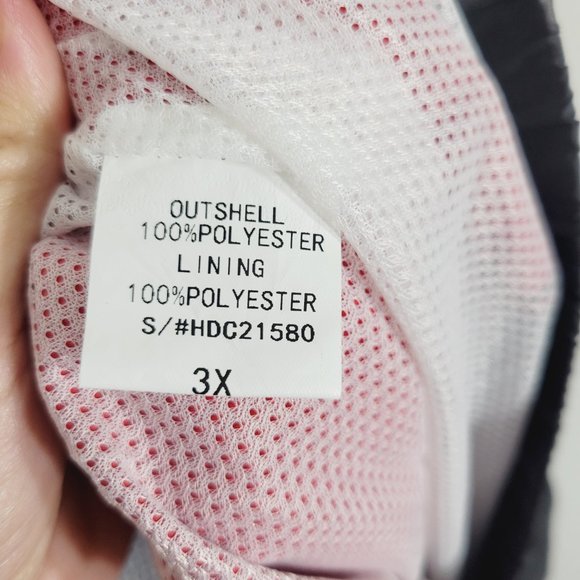 OUTSHELL
100%POLYESTER
LINING
100%POLYESTER
S/#HDC21580
3X